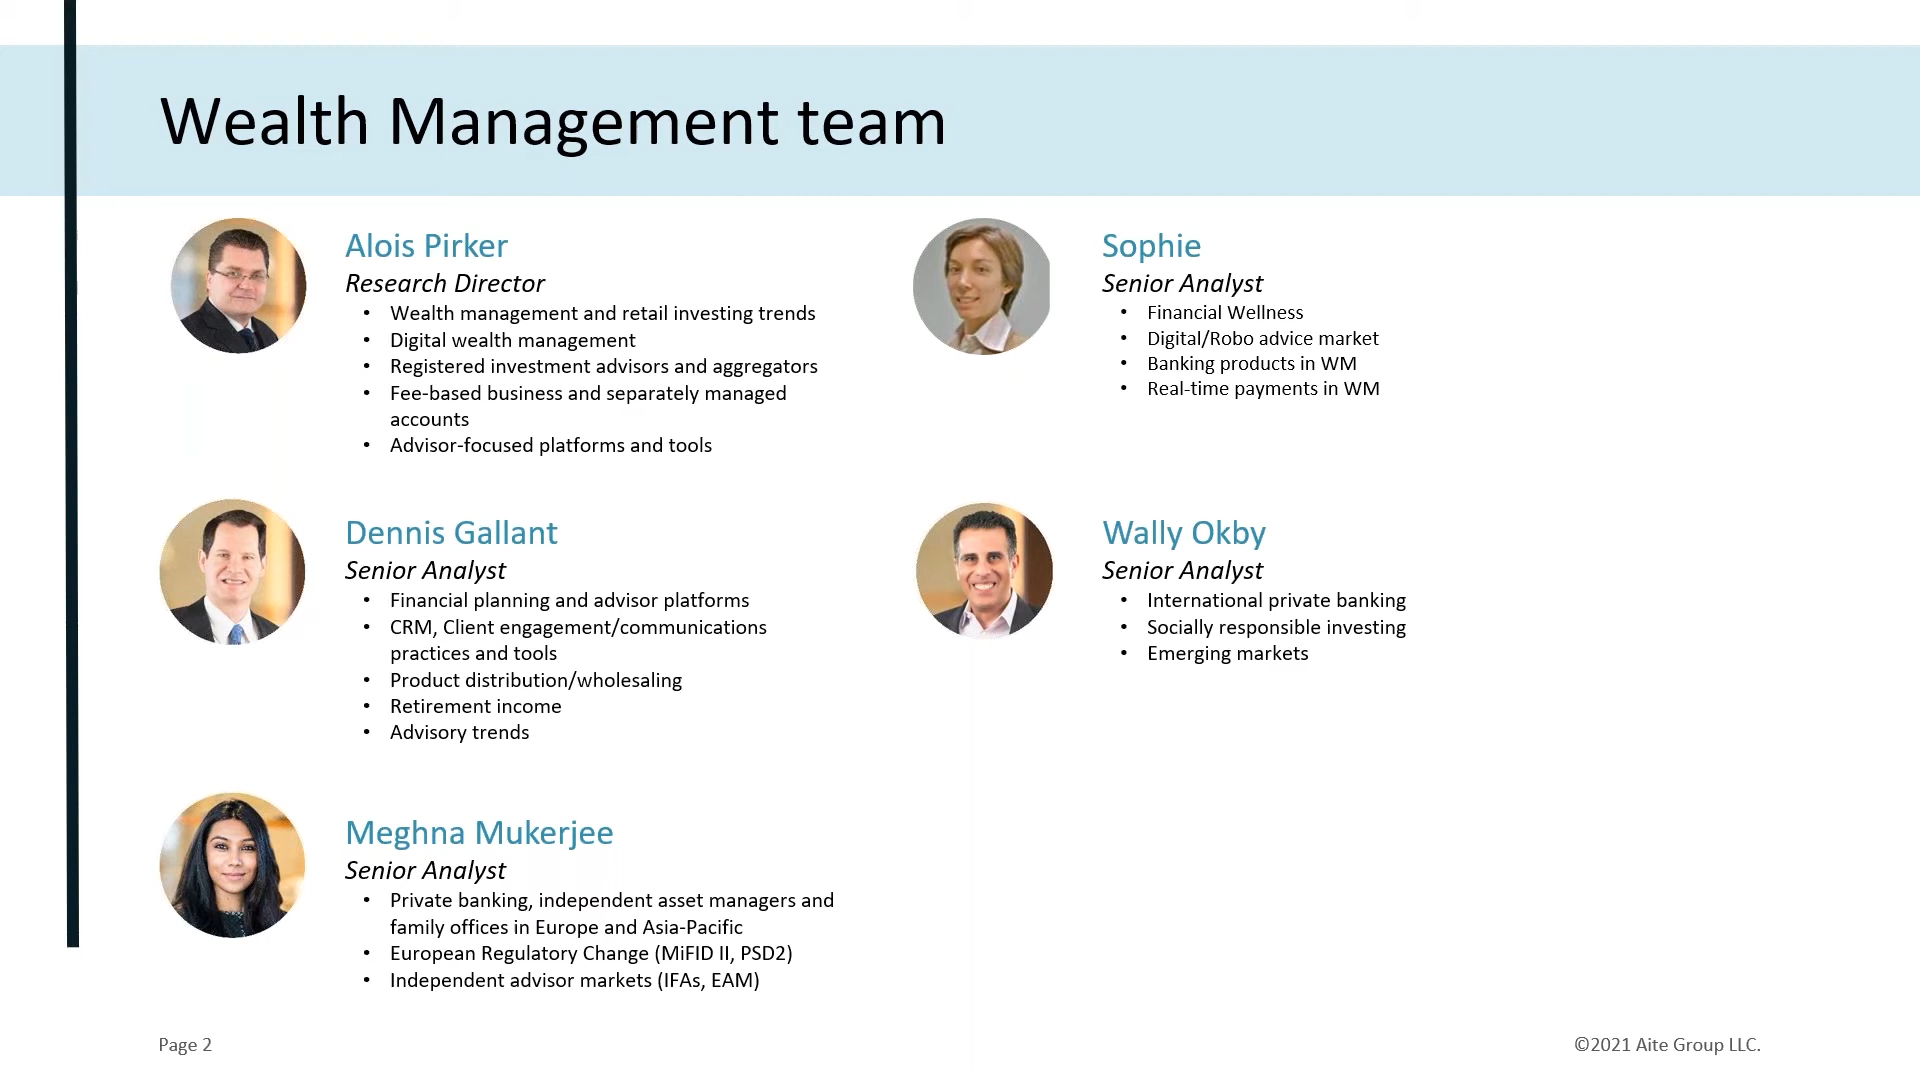 Wealth Management team
Alois Pirker
Research Director
• Wealth management and retail investing trends
• Digital wealth management
• Registered investment advisors and aggregators
• Fee-based business and separately managed
accounts
• Advisor-focused platforms and tools
Sophie
Senior Analyst
• Financial Wellness
• Digital/Robo advice market
• Banking products in WM
• Real-time payments in WM
Dennis Gallant
Senior Analyst
• Financial planning and advisor platforms
• CRM, Client engagement/communications
practices and tools
• Product distribution/wholesaling
• Retirement income
• Advisory trends
Wally Okby
Senior Analyst
• International private banking
• Socially responsible investing
• Emerging markets
Meghna Mukerjee
Senior Analyst
• Private banking, independent asset managers and
family offices in Europe and Asia-Pacific
• European Regulatory Change (MiFID II, PSD2)
• Independent advisor markets (IFAs, EAM)
Page 2
©2021 Aite Group LLC.